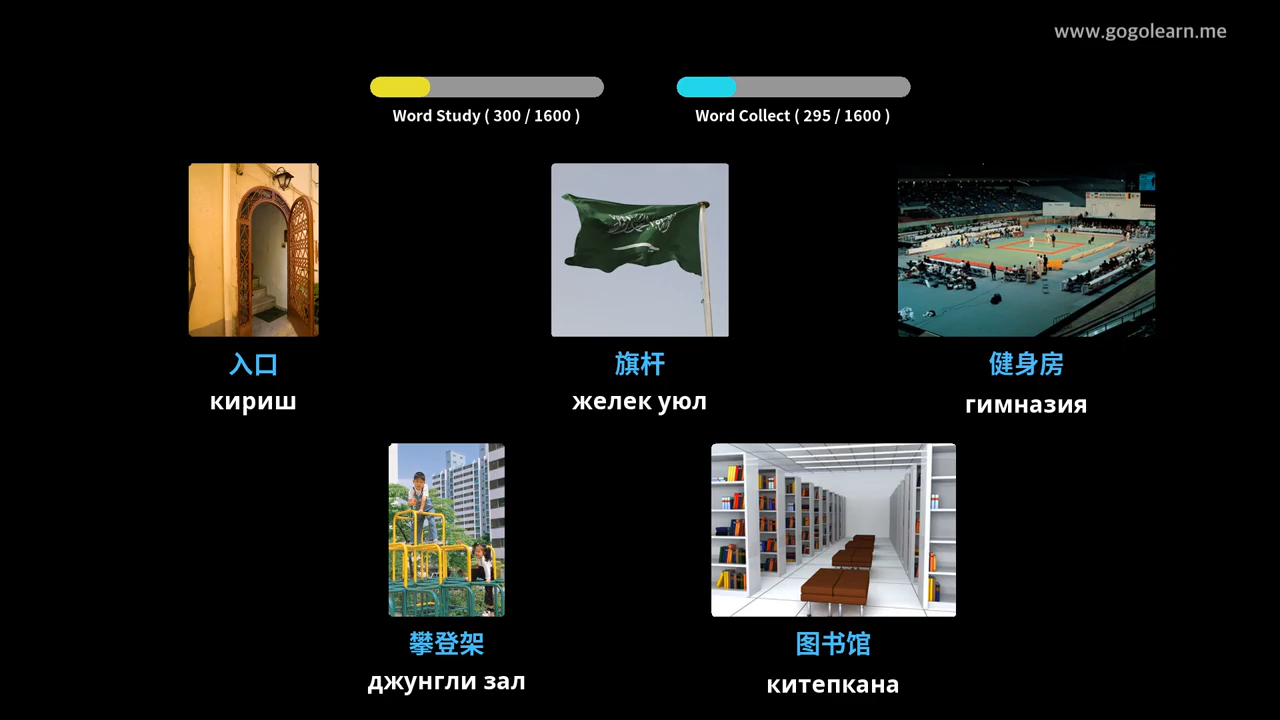 www.gogolearn.me
Word Study ( 300 / 1600 )
Word Collect ( 295 / 1600 )
入口
кириш
旗杆
желек уюл
健身房
гимназия
攀登架
джунгли зал
图书馆
китепкана